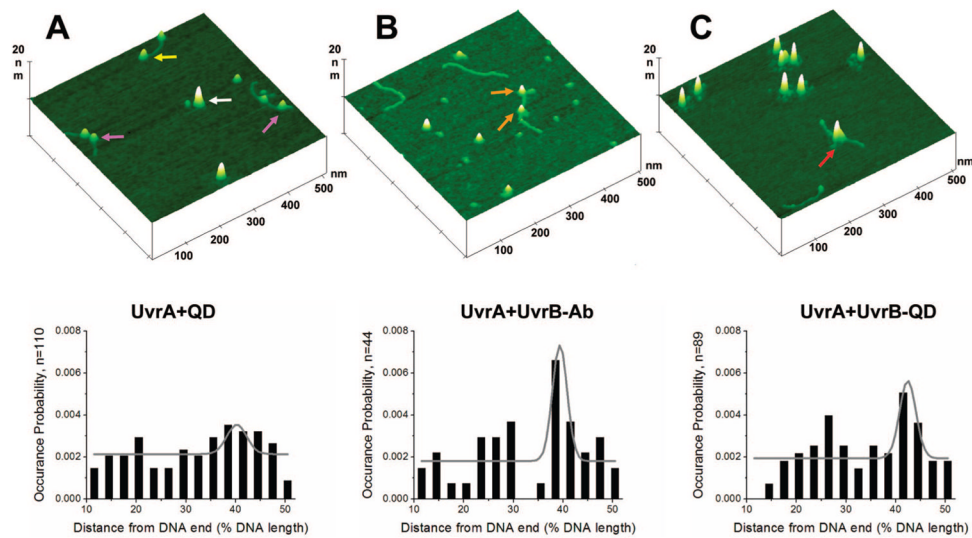 A
B
C
20
n
m
nm
500
400
300
200
100
20
n
m
nm
500
400
300
200
100
20
n
m
nm
500
400
300
200
100
UvrA+QD
UvrA+UvrB-Ab
UvrA+UvrB-QD
Occurance Probability, n=110
0.008
0.006
0.004
0.002
0.000
10 20 30 40 50
Distance from DNA end (% DNA length)
Occurance Probability, n=44
0.008
0.006
0.004
0.002
0.000
10 20 30 40 50
Distance from DNA end (% DNA length)
Occurance Probability, n=89
0.008
0.006
0.004
0.002
0.000
10 20 30 40 50
Distance from DNA end (% DNA length)